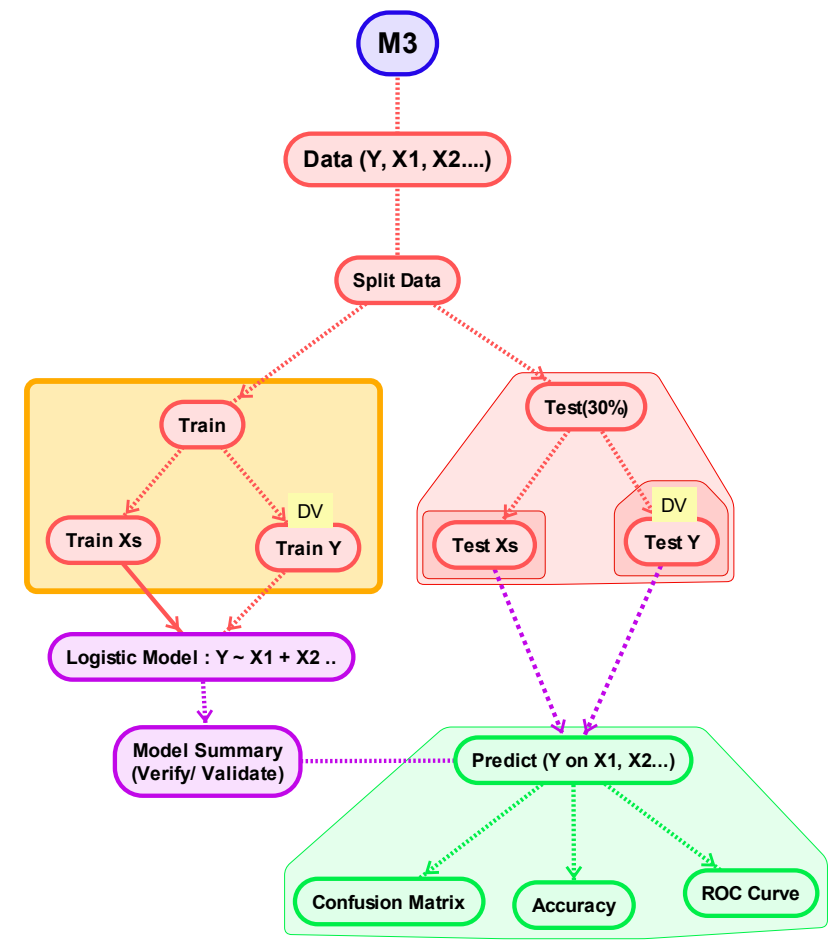 M3
Data (Y, X1, X2....)
Split Data
Train
Test(30%)
DV
DV
Train Xs
Train Y
Test Xs
Test Y
Logistic Model : Y ~ X1 + X2 ..
Model Summary
(Verify/ Validate)
Predict (Y on X1, X2...)
Confusion Matrix
Accuracy
ROC Curve